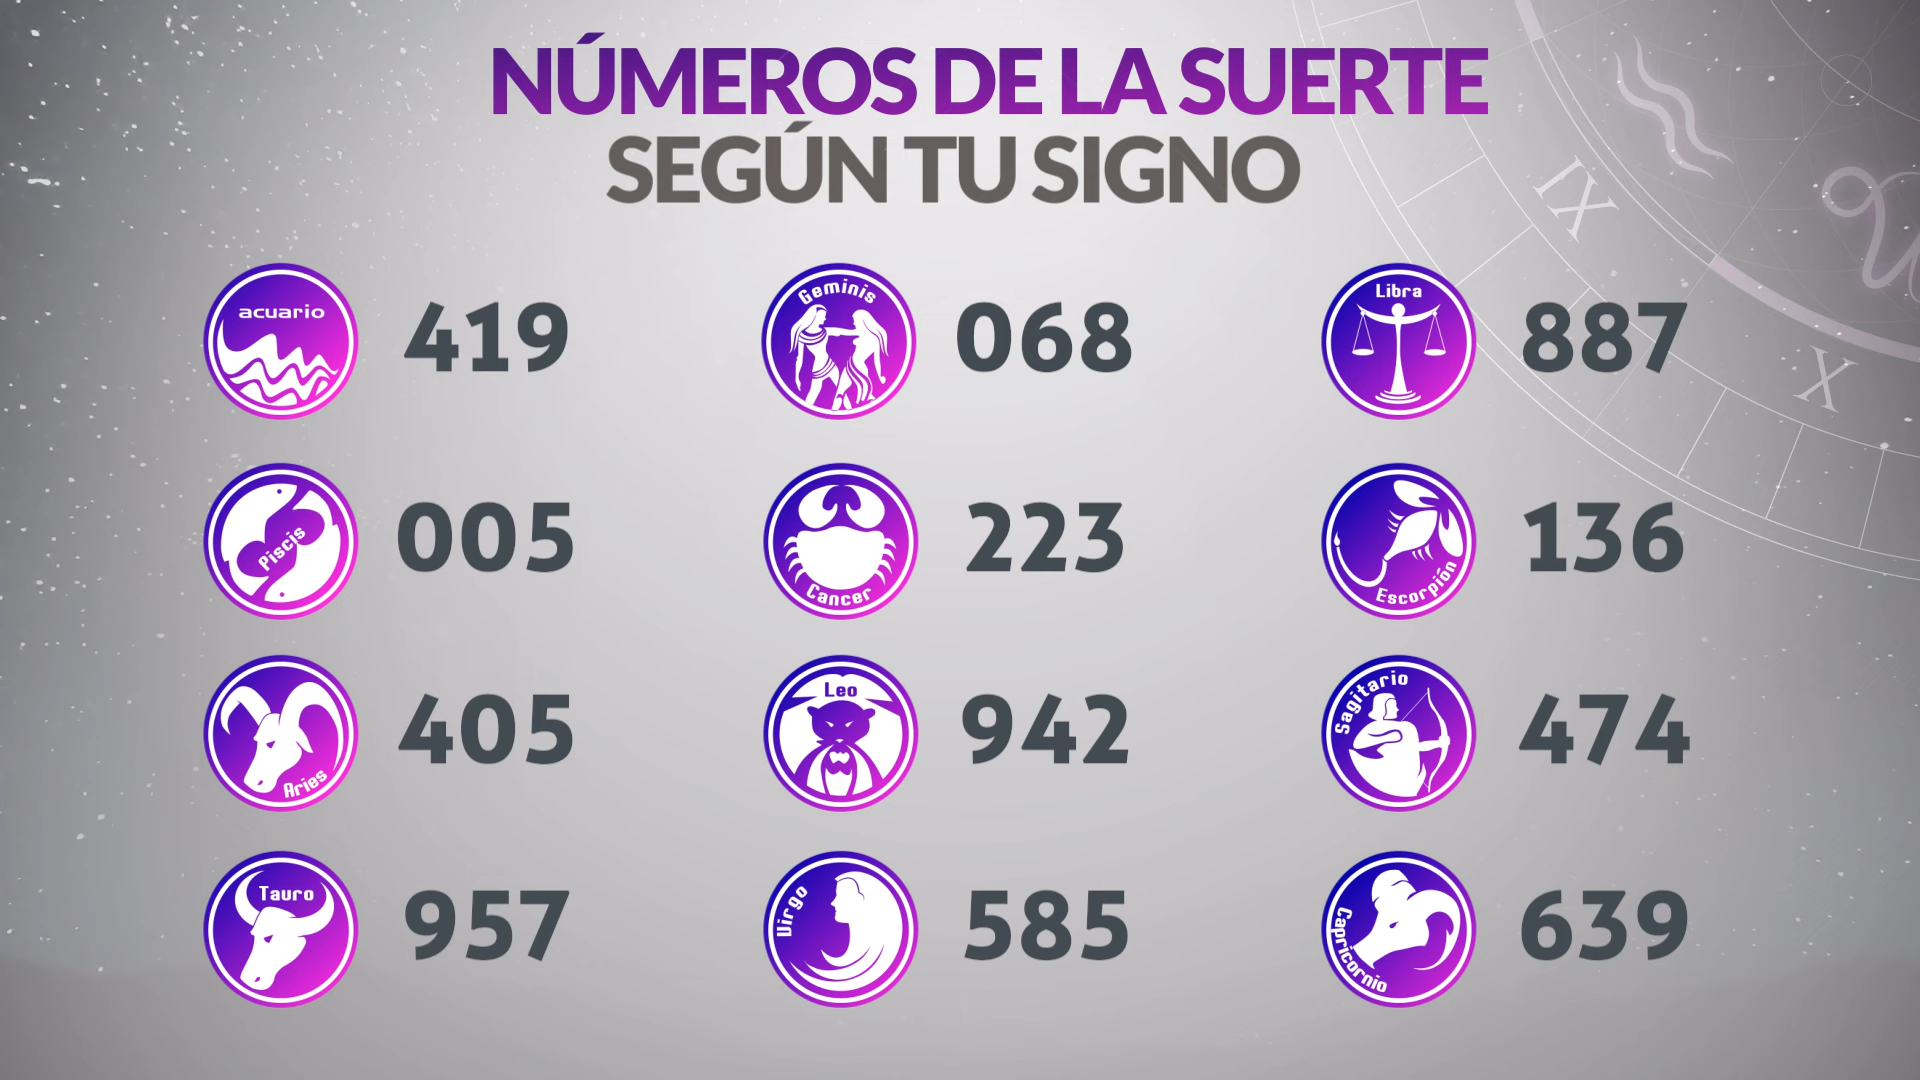 NÚMEROS DE LA SUERTE
SEGÚN TU SIGNO
acuario 419
Geminis 068
Libra 887
Piscis 005
Cancer 223
Escorpión 136
Aries 405
Leo 942
Sagitario 474
Tauro 957
Virgo 585
Capricornio 639
IX
X